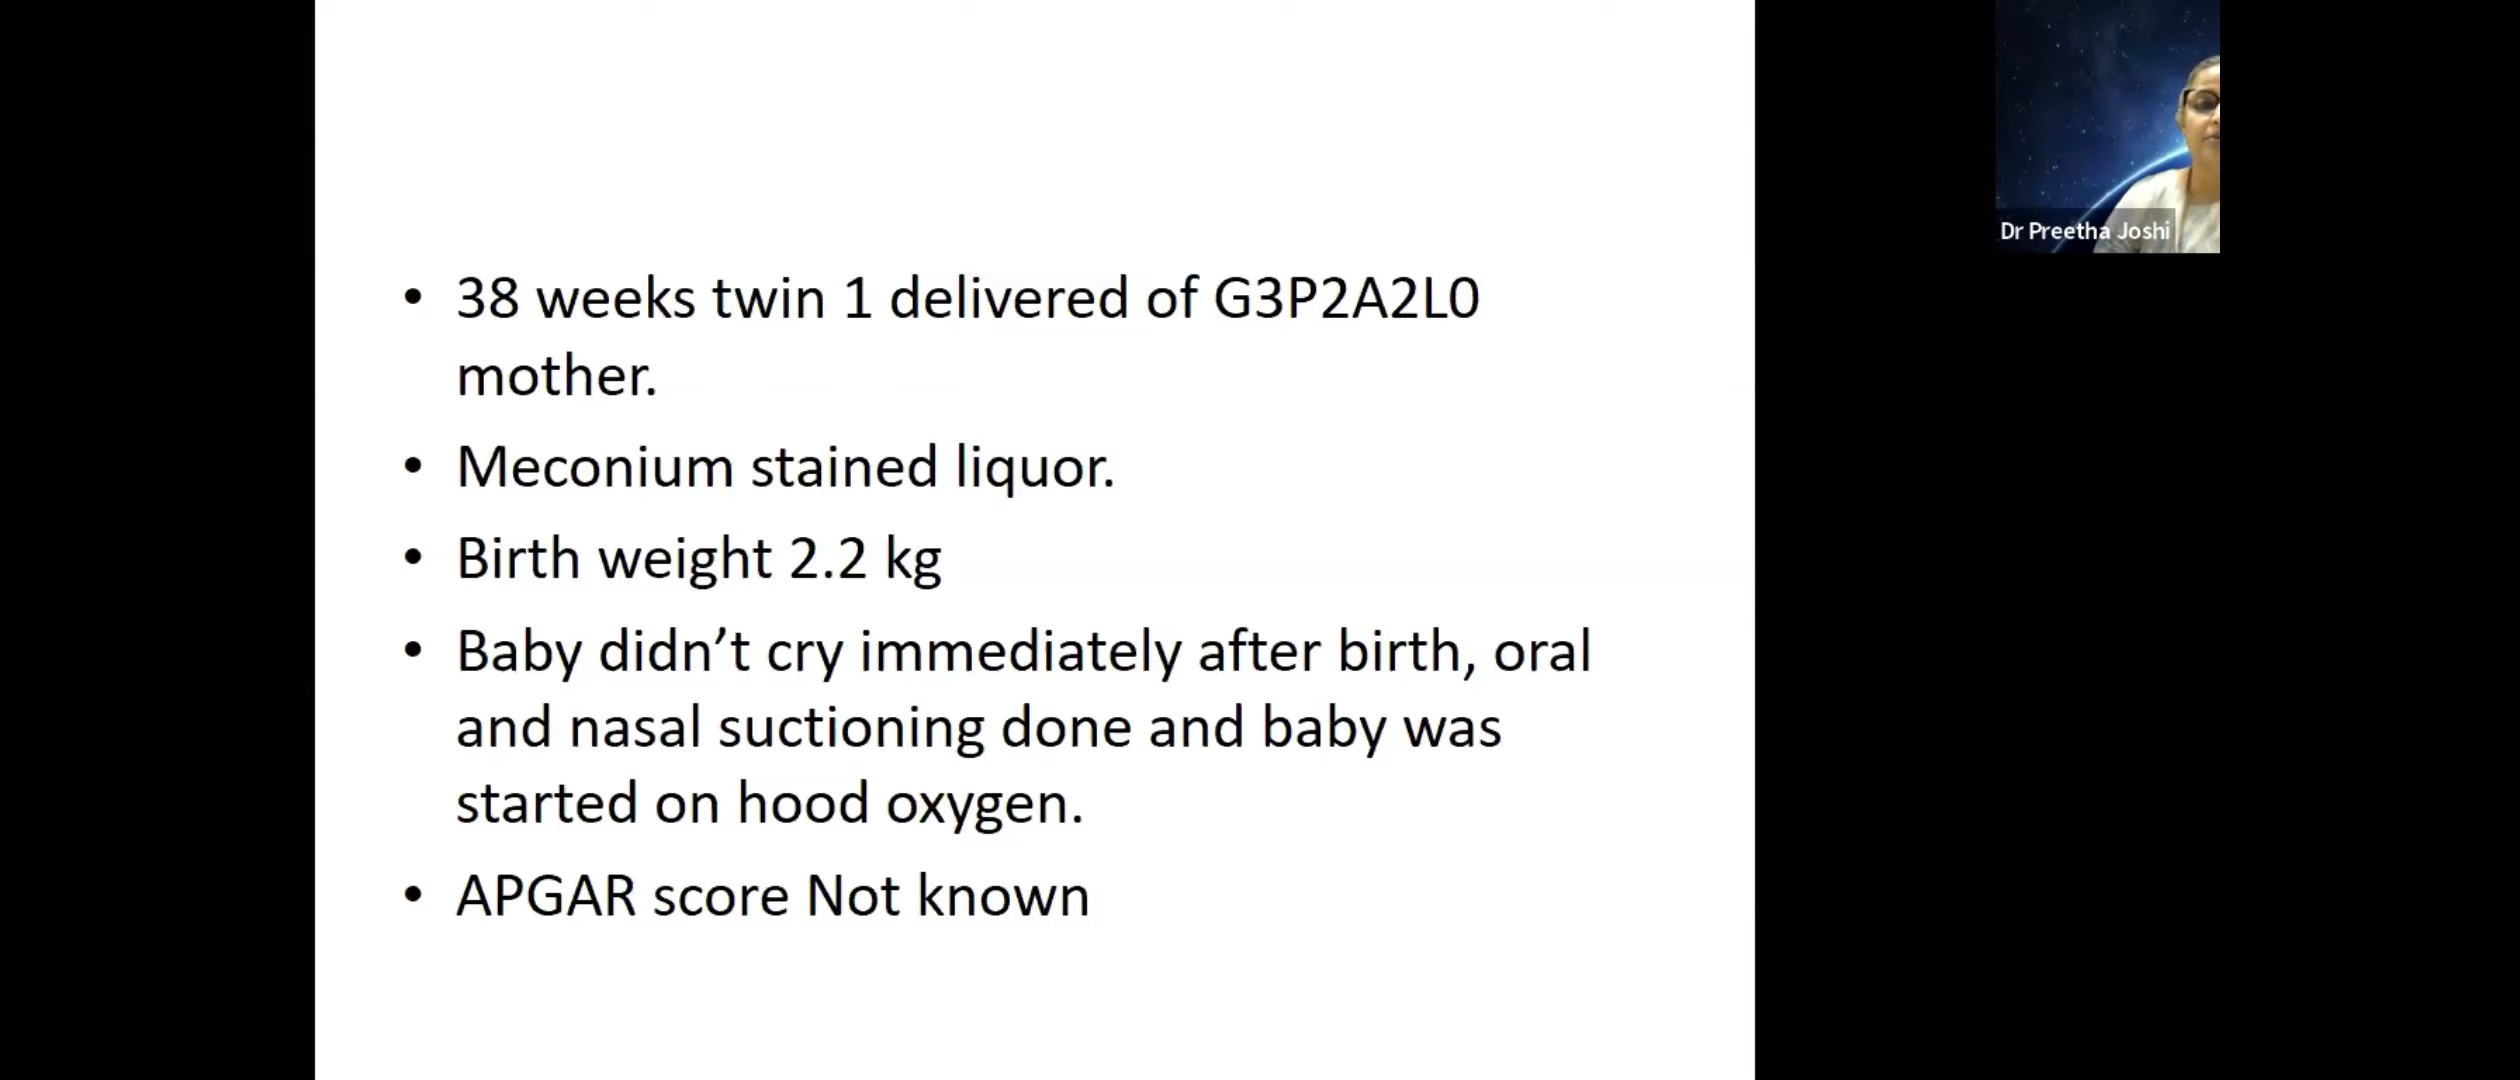 • 38 weeks twin 1 delivered of G3P2A2L0
mother.
• Meconium stained liquor.
• Birth weight 2.2 kg
• Baby didn’t cry immediately after birth, oral
and nasal suctioning done and baby was
started on hood oxygen.
• APGAR score Not known
Dr Preetha Joshi